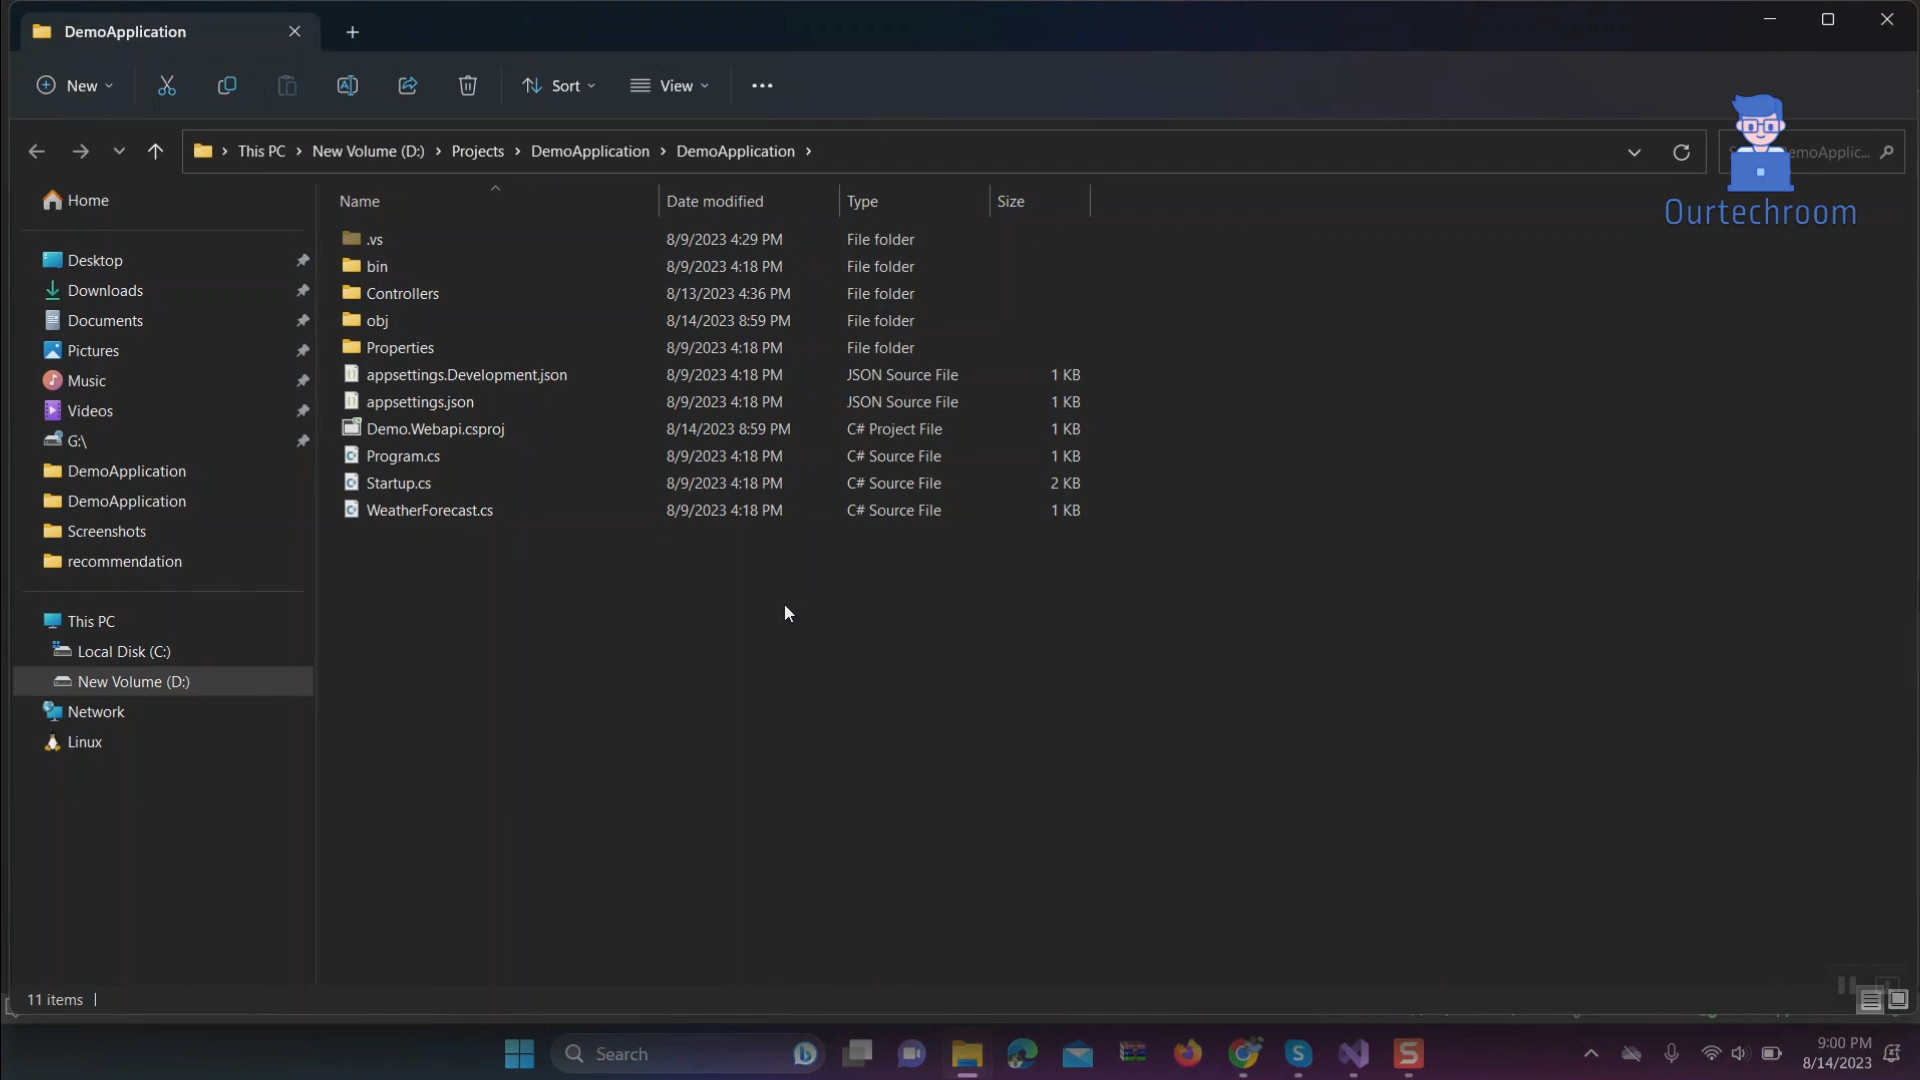 DemoApplication
New
Sort
View
This PC
New Volume (D:)
Projects
DemoApplication
DemoApplication
emoApplic...
Ourtechroom
Name
Date modified
Type
Size
.vs 8/9/2023 4:29 PM File folder
bin 8/9/2023 4:18 PM File folder
Controllers 8/13/2023 4:36 PM File folder
obj 8/14/2023 8:59 PM File folder
Properties 8/9/2023 4:18 PM File folder
appsettings.Development.json 8/9/2023 4:18 PM JSON Source File 1 KB
appsettings.json 8/9/2023 4:18 PM JSON Source File 1 KB
Demo.Webapi.csproj 8/14/2023 8:59 PM C# Project File 1 KB
Program.cs 8/9/2023 4:18 PM C# Source File 1 KB
Startup.cs 8/9/2023 4:18 PM C# Source File 2 KB
WeatherForecast.cs 8/9/2023 4:18 PM C# Source File 1 KB
Home
Desktop
Downloads
Documents
Pictures
Music
Videos
G:\
DemoApplication
DemoApplication
Screenshots
recommendation
This PC
Local Disk (C:)
New Volume (D:)
Network
Linux
11 items
Search
9:00 PM
8/14/2023